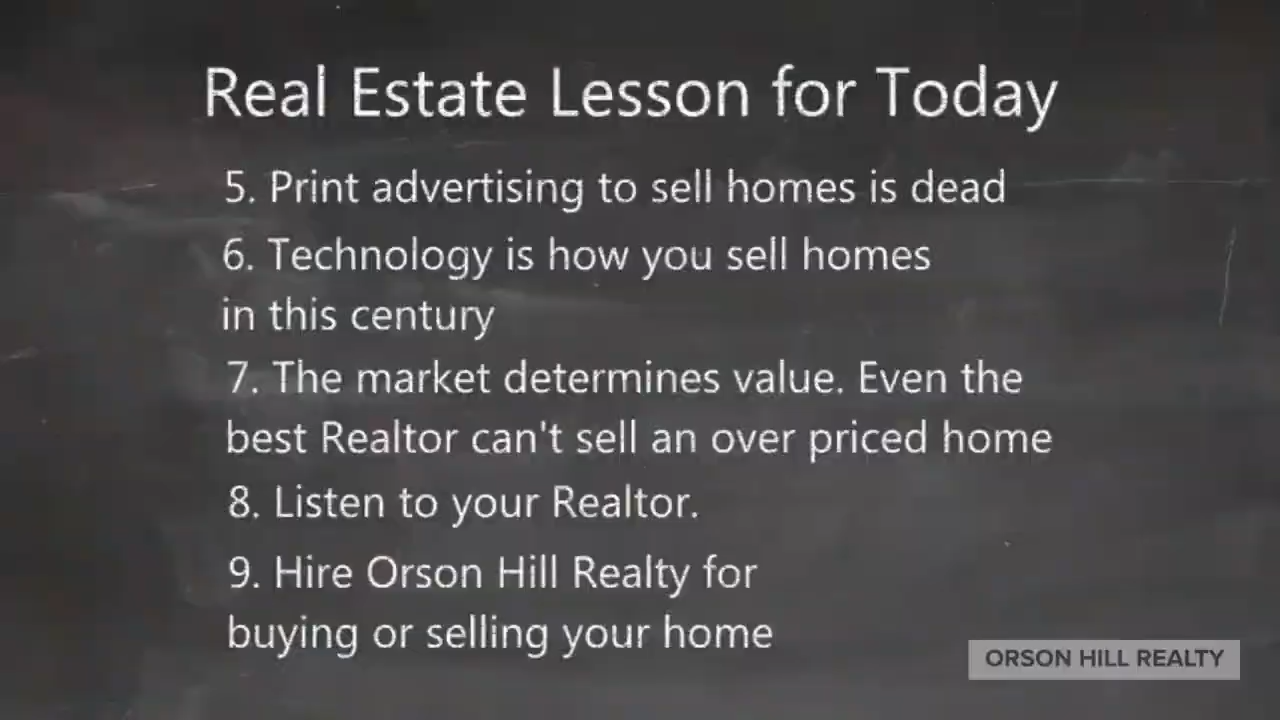 Real Estate Lesson for Today
5. Print advertising to sell homes is dead
6. Technology is how you sell homes
in this century
7. The market determines value. Even the
best Realtor can't sell an over priced home
8. Listen to your Realtor.
9. Hire Orson Hill Realty for
buying or selling your home
ORSON HILL REALTY